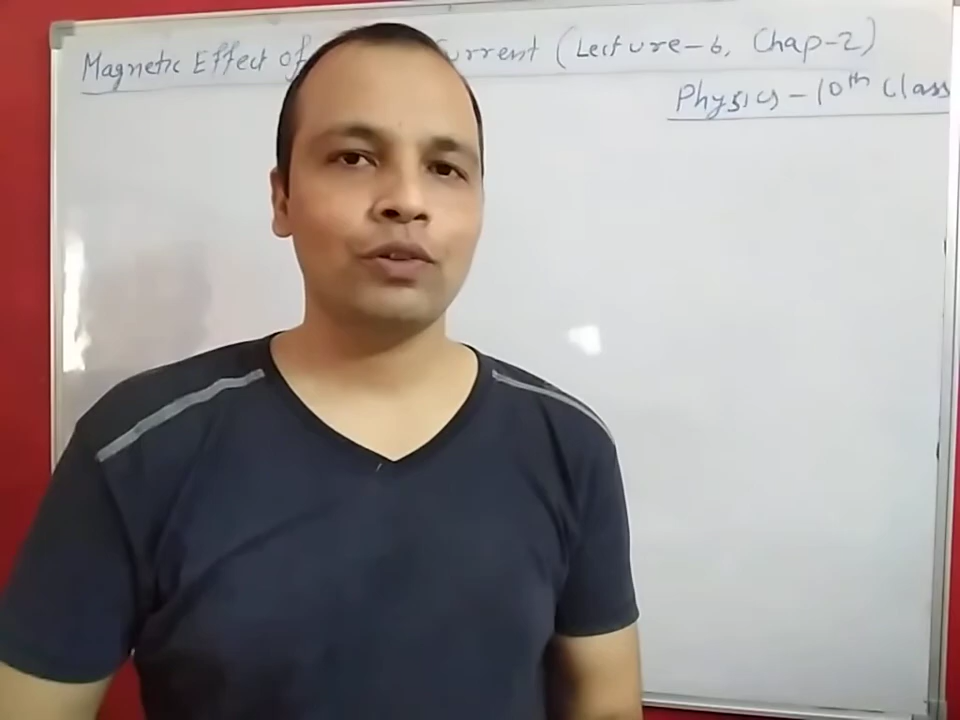 Magnetic Effect of urrent (Lecture-6, Chap-2)
Physics - 10th Class